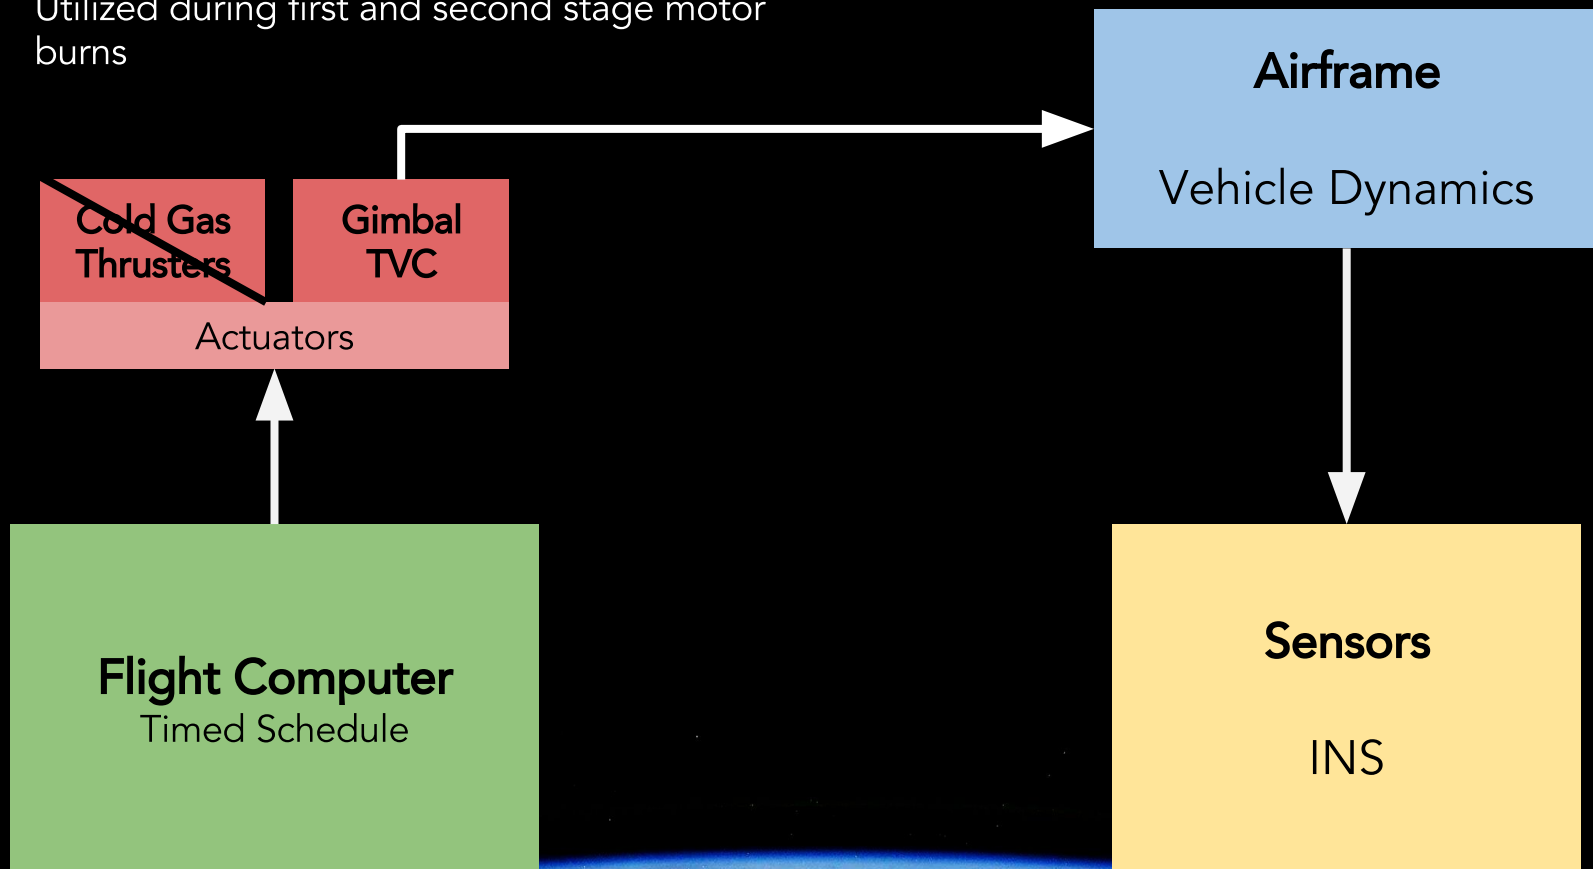 Utilized during first and second stage motor
burns
Airframe
Vehicle Dynamics
Cold Gas
Thrusters
Gimbal
TVC
Actuators
Flight Computer
Timed Schedule
Sensors
INS